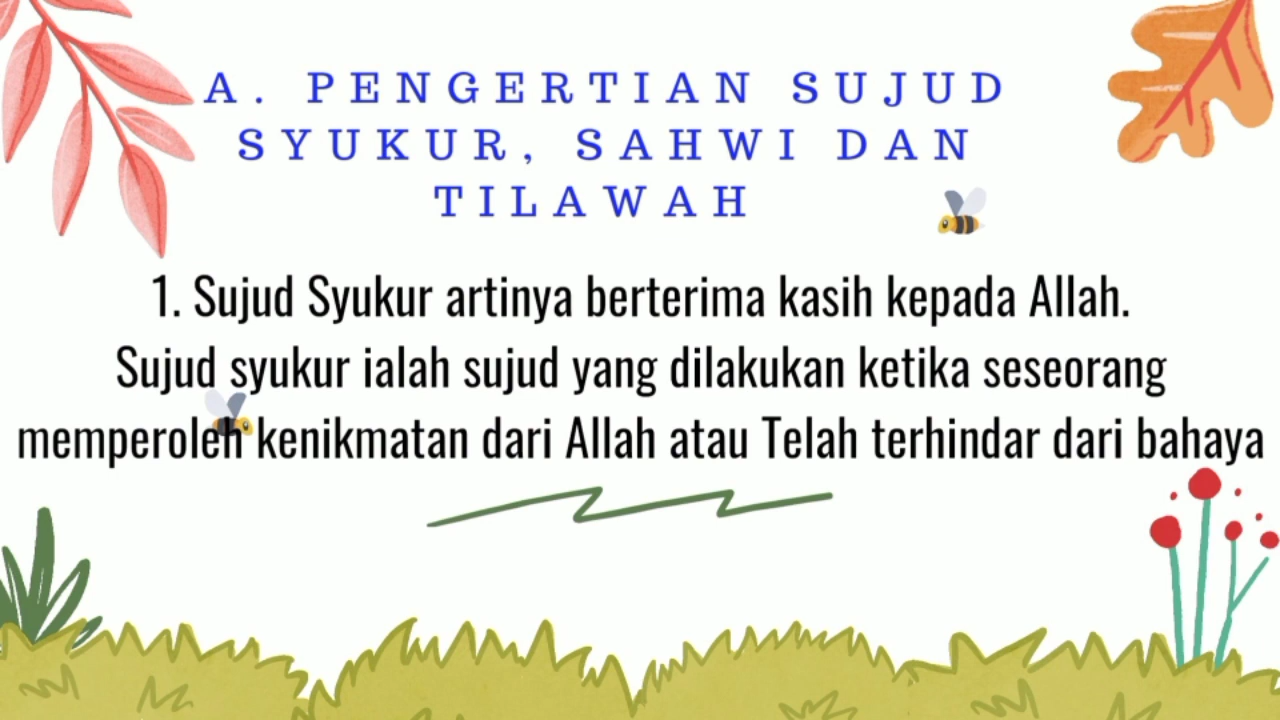 A. PENGERTIAN SUJUD
SYUKUR, SAHWI DAN
TILAWAH
1. Sujud Syukur artinya berterima kasih kepada Allah.
Sujud syukur ialah sujud yang dilakukan ketika seseorang
memperoleh kenikmatan dari Allah atau Telah terhindar dari bahaya